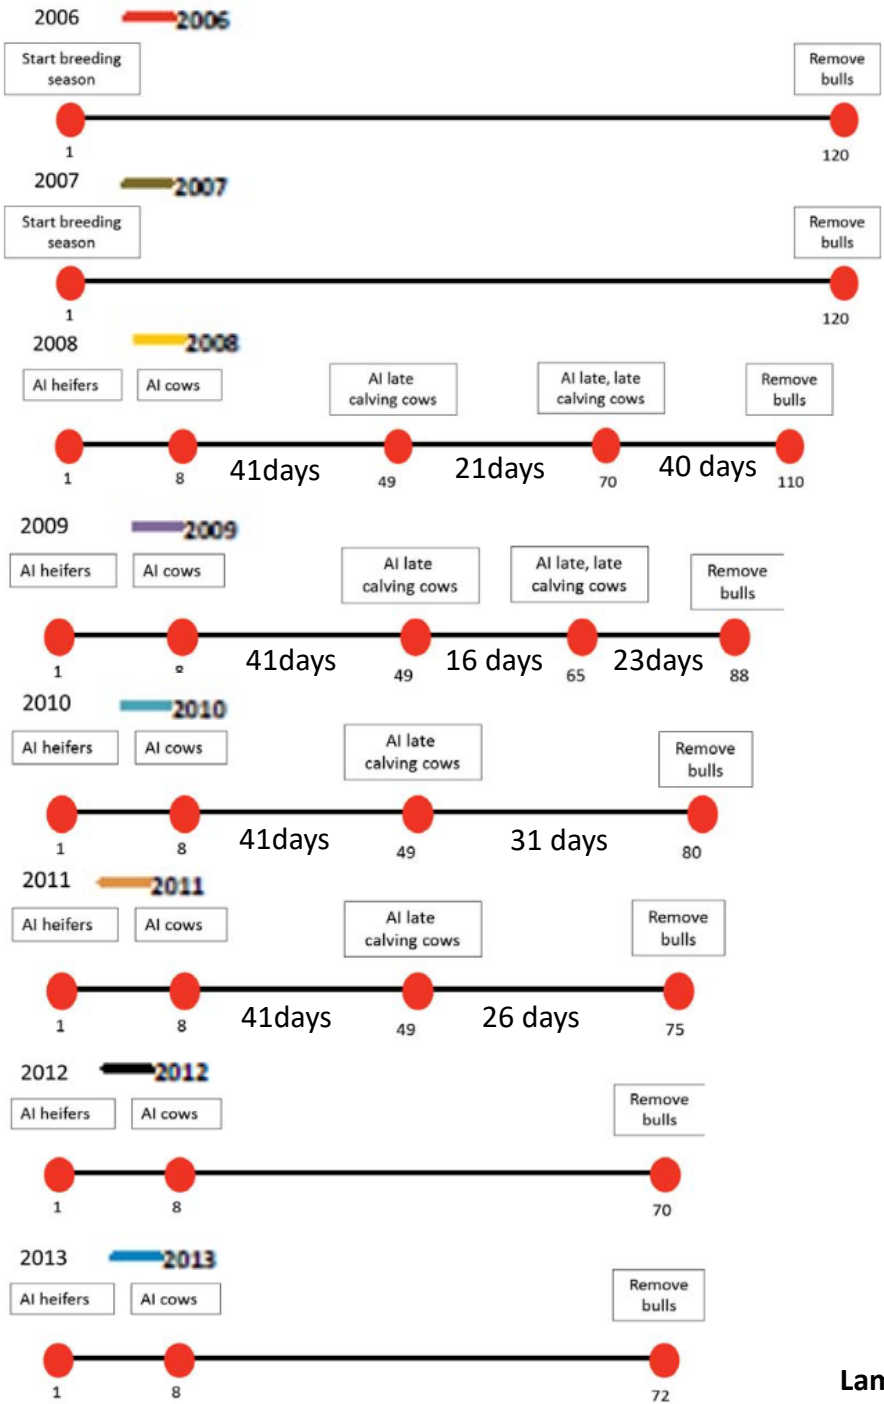 2006 2006
Start breeding season
Remove bulls
1 120
2007 2007
Start breeding season
Remove bulls
1 120
2008 2008
AI heifers
AI cows
AI late calving cows
AI late, late calving cows
Remove bulls
41days 21days 40 days
1 8 49 70 110
2009 2009
AI heifers
AI cows
AI late calving cows
AI late, late calving cows
Remove bulls
41days 16 days 23days
1 49 65 88
2010 2010
AI heifers
AI cows
AI late calving cows
Remove bulls
41days 31 days
1 8 49 80
2011 2011
AI heifers
AI cows
AI late calving cows
Remove bulls
41days 26 days
1 8 49 75
2012 2012
AI heifers
AI cows
Remove bulls
1 8 70
2013 2013
AI heifers
AI cows
Remove bulls
1 8 72
Lam